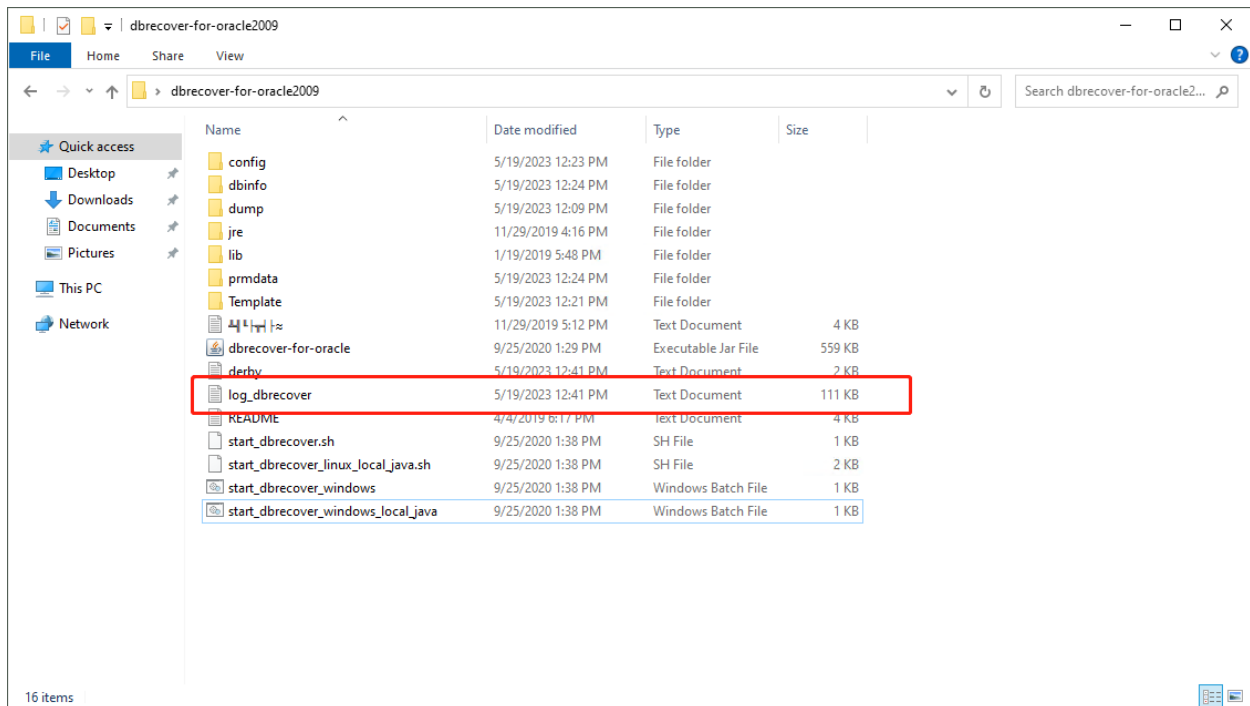 dbrecover-for-oracle2009
File Home Share View
dbrecover-for-oracle2009 Search dbrecover-for-oracle2...
Name Date modified Type Size
Quick access
Desktop
Downloads
Documents
Pictures
This PC
Network
config 5/19/2023 12:23 PM File folder
dbinfo 5/19/2023 12:24 PM File folder
dump 5/19/2023 12:09 PM File folder
jre 11/29/2019 4:16 PM File folder
lib 1/19/2019 5:48 PM File folder
prmdata 5/19/2023 12:24 PM File folder
Template 5/19/2023 12:21 PM File folder
11/29/2019 5:12 PM Text Document 4 KB
dbrecover-for-oracle 9/25/2020 1:29 PM Executable Jar File 559 KB
derby 5/19/2023 12:41 PM Text Document 2 KB
log_dbrecover 5/19/2023 12:41 PM Text Document 111 KB
README 4/4/2019 6:17 PM Text Document 4 KB
start_dbrecover.sh 9/25/2020 1:38 PM SH File 1 KB
start_dbrecover_linux_local_java.sh 9/25/2020 1:38 PM SH File 2 KB
start_dbrecover_windows 9/25/2020 1:38 PM Windows Batch File 1 KB
start_dbrecover_windows_local_java 9/25/2020 1:38 PM Windows Batch File 1 KB
16 items